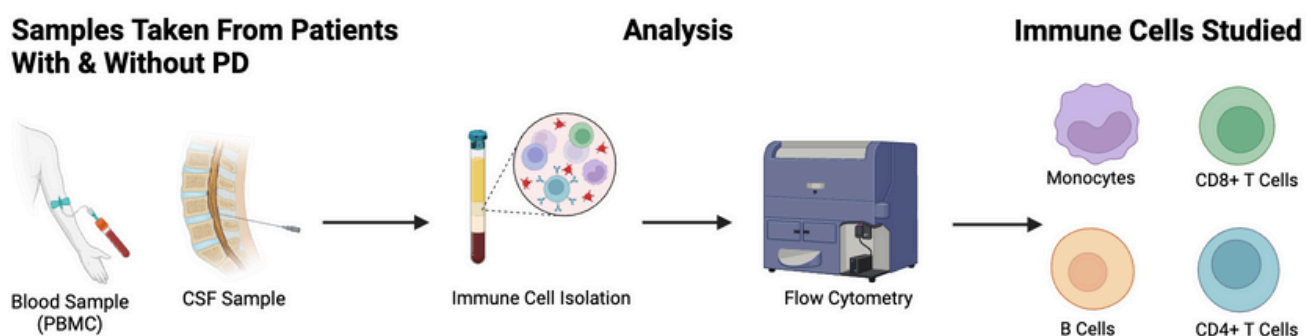 Samples Taken From Patients
With & Without PD
Analysis
Immune Cells Studied
Blood Sample
(PBMC)
CSF Sample
Immune Cell Isolation
Flow Cytometry
Monocytes
CD8+ T Cells
B Cells
CD4+ T Cells